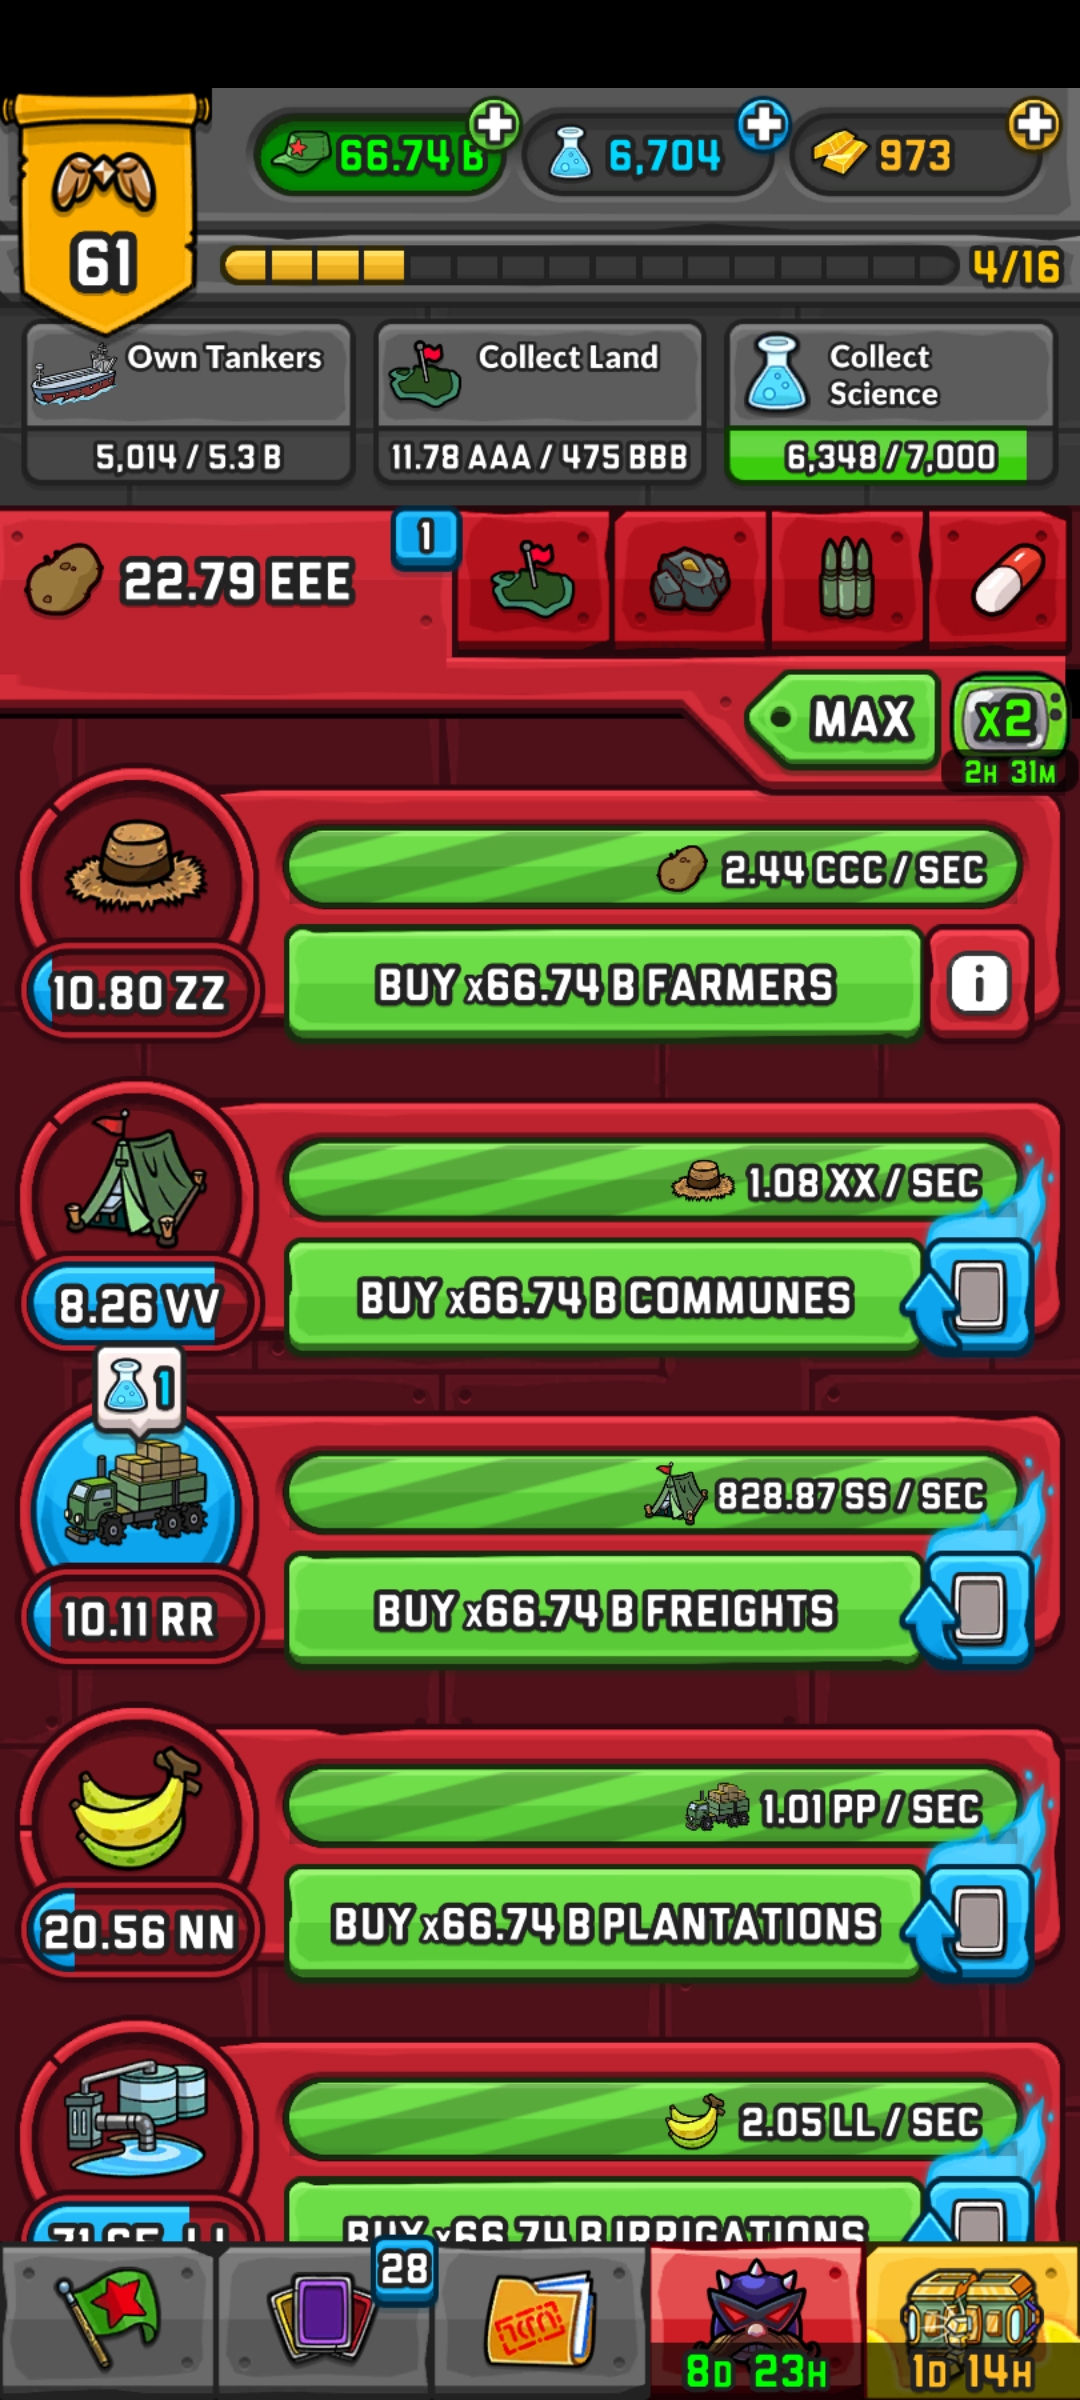 66.74 B
6,704
973
61
4/16
Own Tankers
5,014 / 5.3 B
Collect Land
11.78 AAA / 475 BBB
Collect
Science
6,348 / 7,000
22.79 EEE
1
MAX
x2
2H 31M
2.44 CCC / SEC
10.80 ZZ
BUY x66.74 B FARMERS
i
1.08 XX / SEC
8.26 VV
BUY x66.74 B COMMUNES
1
828.87 SS / SEC
10.11 RR
BUY x66.74 B FREIGHTS
1.01 PP / SEC
20.56 NN
BUY x66.74 B PLANTATIONS
2.05 LL / SEC
BUY x66.74 B IRRIGATIONS
28
8D 23H
1D 14H